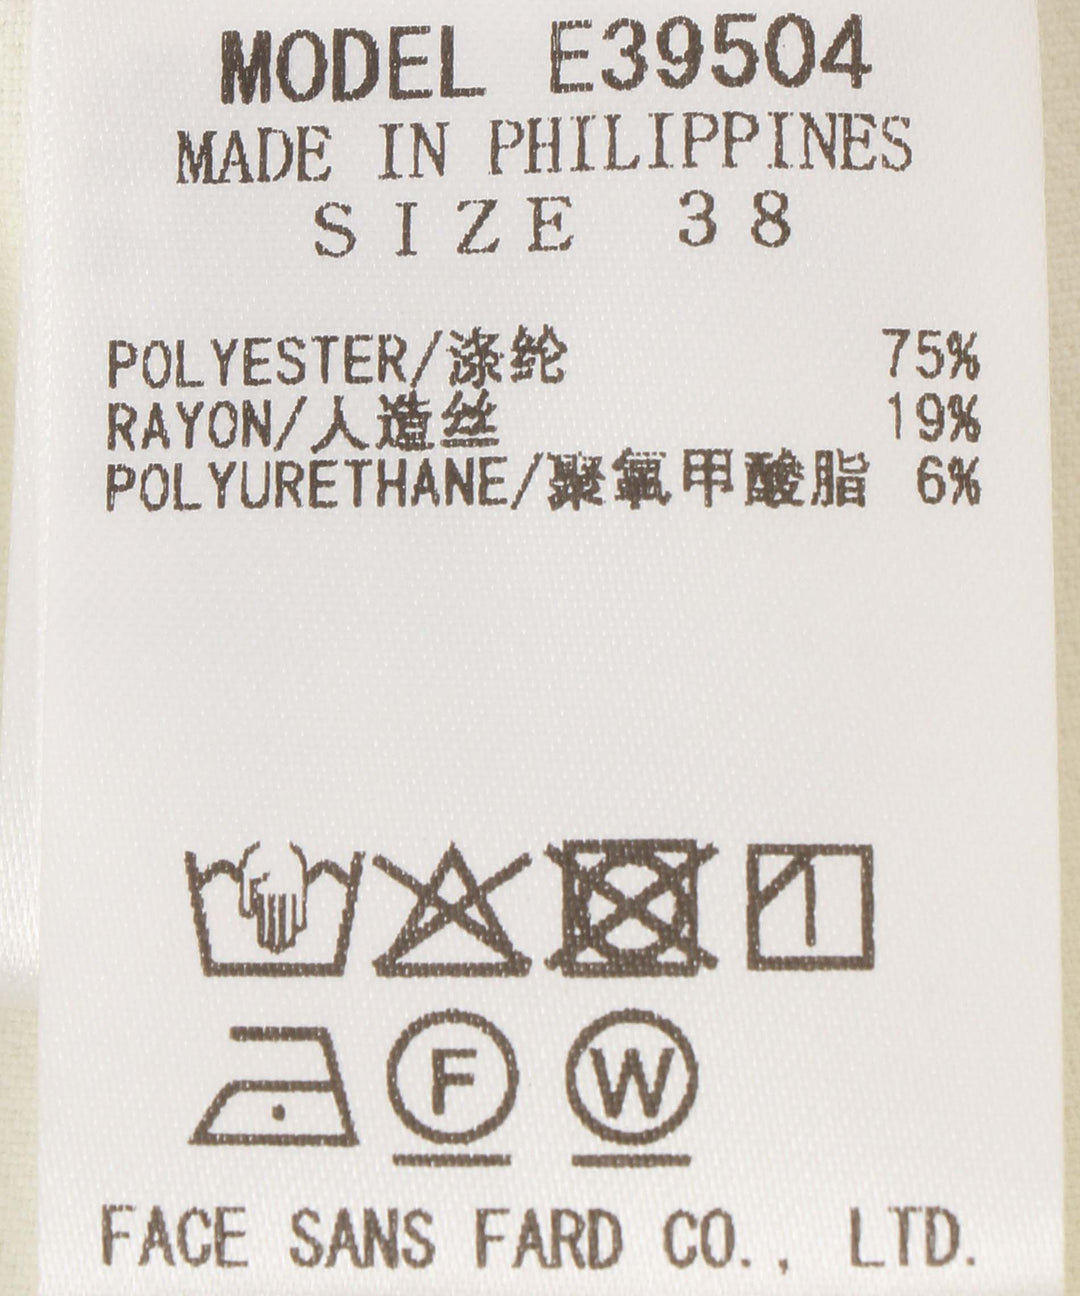 MODEL E39504
MADE IN PHILIPPINES
SIZE 38
POLYESTER/涤纶 75%
RAYON/人造丝 19%
POLYURETHANE/聚氨甲酸脂 6%
F W
FACE SANS FARD CO., LTD.